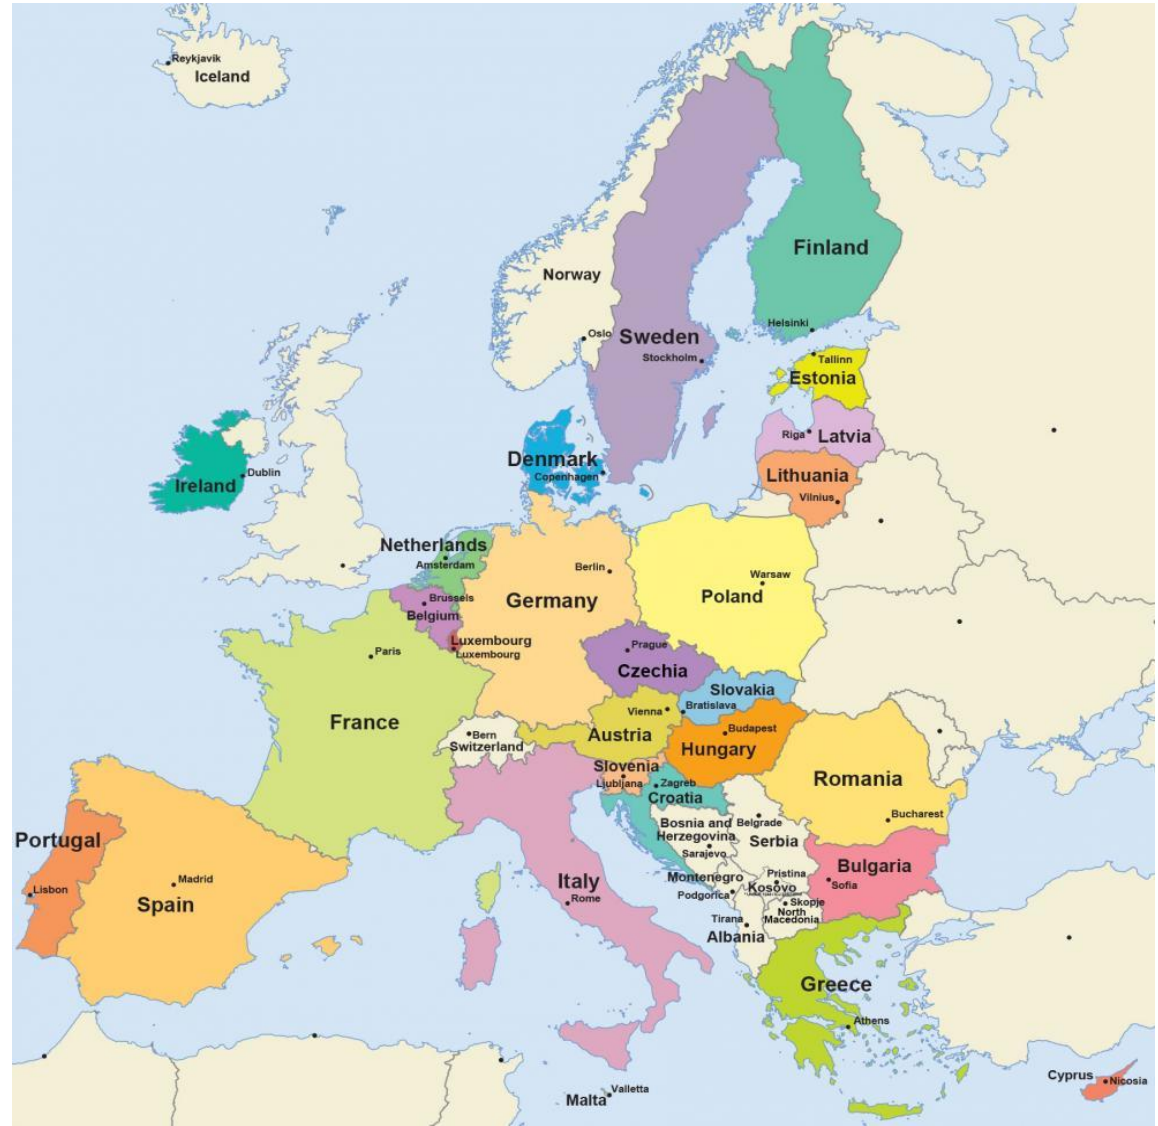 Reykjavik
Iceland
Finland
Norway
Helsinki
Oslo
Sweden
Stockholm
Tallinn
Estonia
Riga
Latvia
Denmark
Copenhagen
Lithuania
Vilnius
Dublin
Ireland
Netherlands
Amsterdam
Berlin
Germany
Warsaw
Poland
Brussels
Belgium
Luxembourg
Luxembourg
Paris
France
Prague
Czechia
Slovakia
Bratislava
Vienna
Austria
Budapest
Hungary
Bern
Switzerland
Slovenia
Ljubljana
Zagreb
Croatia
Romania
Bucharest
Bosnia and
Herzegovina
Sarajevo
Belgrade
Serbia
Portugal
Lisbon
Madrid
Spain
Italy
Rome
Montenegro
Podgorica
Pristina
Kosovo
Bulgaria
Sofia
Skopje
North
Macedonia
Tirana
Albania
Greece
Athens
Cyprus
Nicosia
Valletta
Malta